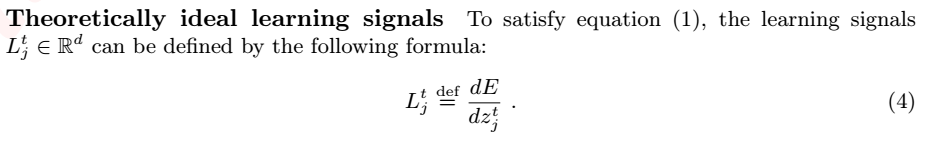 Theoretically ideal learning signals To satisfy equation (1), the learning signals
$L_j^t \in \mathbb{R}^d$ can be defined by the following formula:
$L_j^t \stackrel{\text{def}}{=} \frac{dE}{dz_j^t}$ . (4)